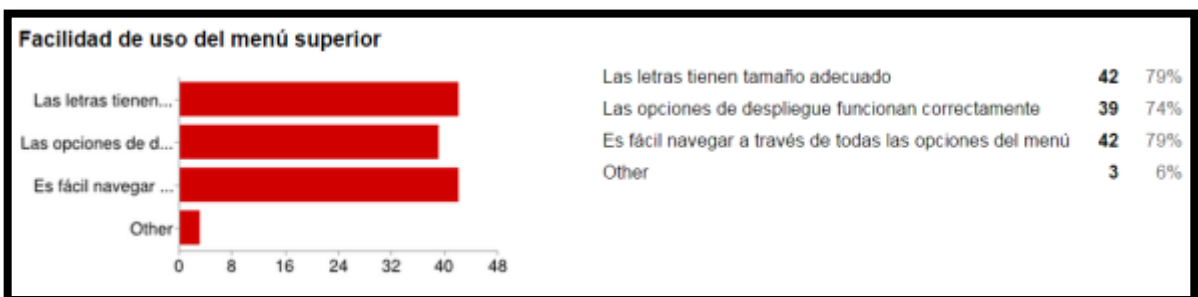 Facilidad de uso del menú superior
Las letras tienen...
Las opciones de d...
Es fácil navegar ...
Other
0 8 16 24 32 40 48
Las letras tienen tamaño adecuado 42 79%
Las opciones de despliegue funcionan correctamente 39 74%
Es fácil navegar a través de todas las opciones del menú 42 79%
Other 3 6%